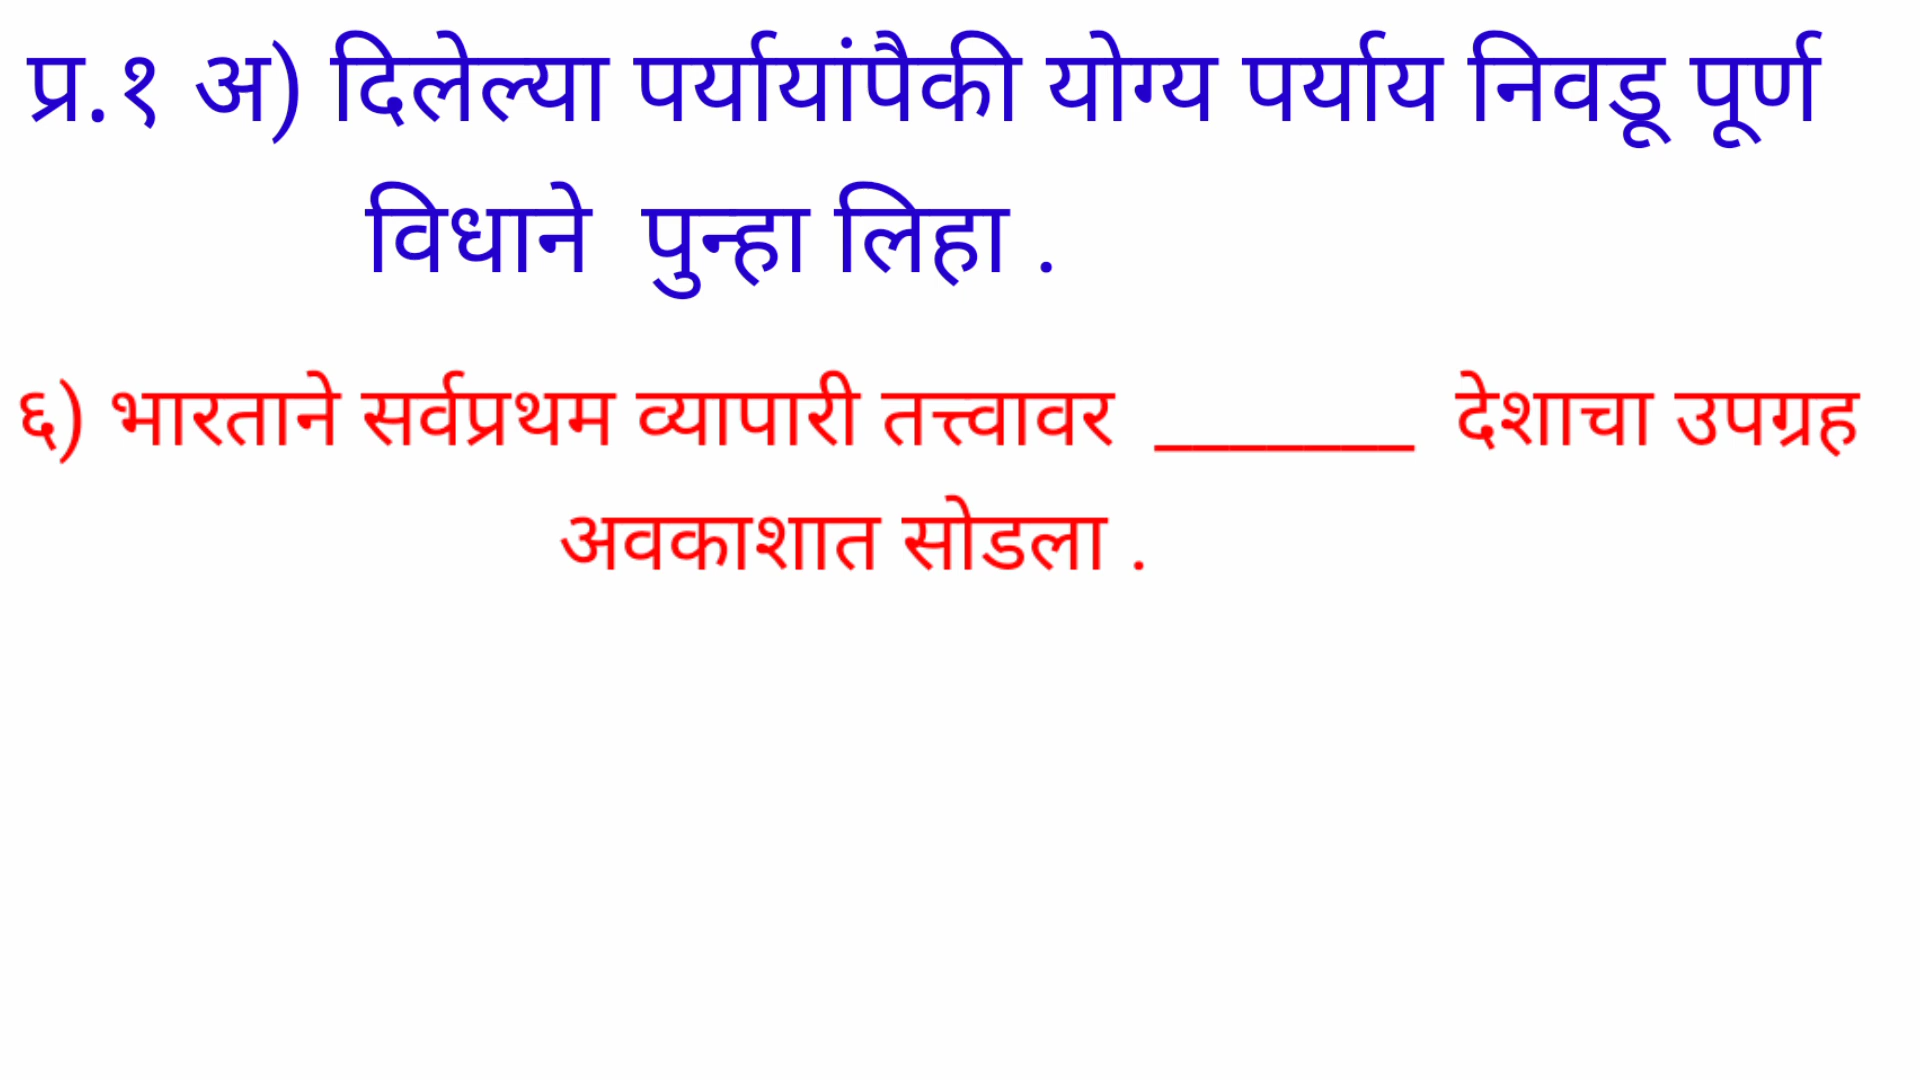 प्र.१ अ) दिलेल्या पर्यायांपैकी योग्य पर्याय निवडू पूर्ण
विधाने पुन्हा लिहा .
६) भारताने सर्वप्रथम व्यापारी तत्त्वावर _______ देशाचा उपग्रह
अवकाशात सोडला .